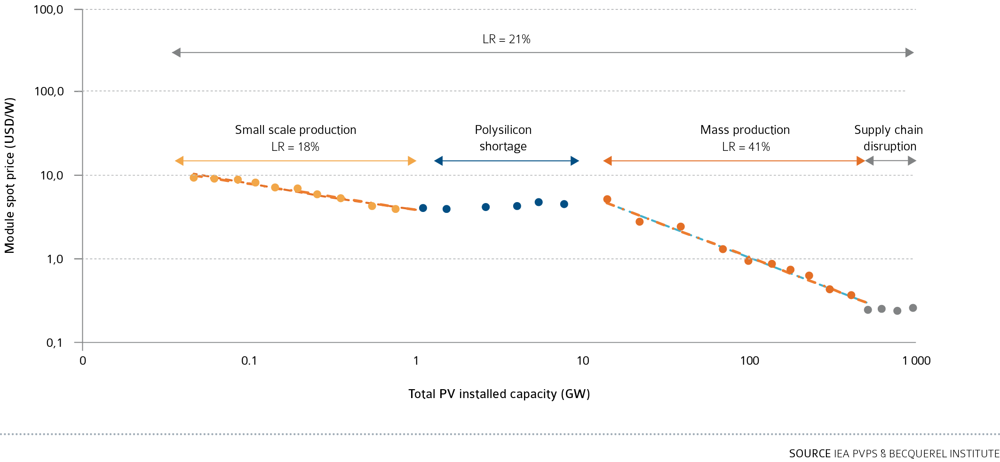 100,0
LR = 21%
100,0
Small scale production
LR = 18%
Polysilicon
shortage
Mass production
LR = 41%
Supply chain
disruption
Module spot price (USD/W)
10,0
1,0
0,1
0 0.1 1 10 100 1 000
Total PV installed capacity (GW)
SOURCE IEA PVPS & BECQUEREL INSTITUTE